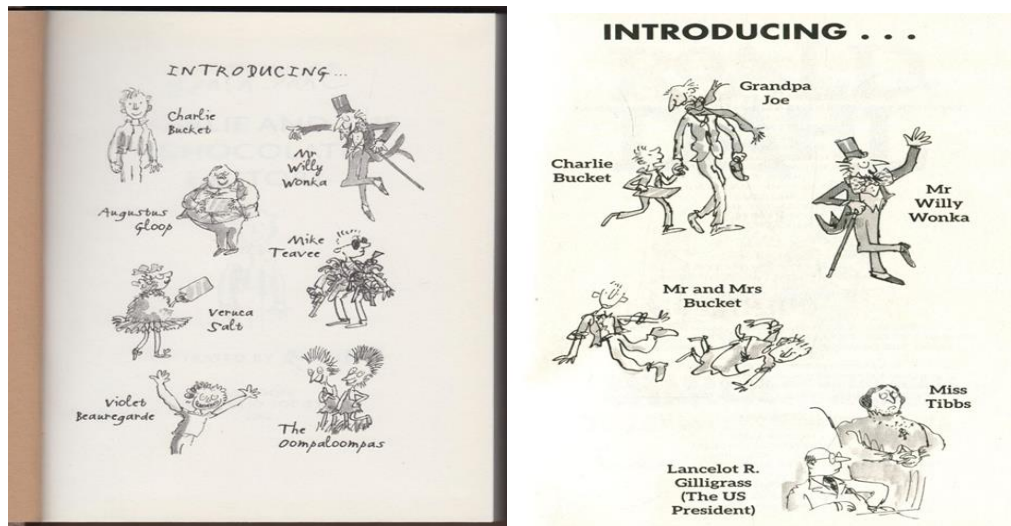 INTRODUCING...
Charlie
Bucket
Mr
Willy
Wonka
Augustus
Gloop
Mike
Teavee
Veruca
Salt
Violet
Beauregarde
The
Oompaloompas
INTRODUCING . . .
Grandpa
Joe
Charlie
Bucket
Mr
Willy
Wonka
Mr and Mrs
Bucket
Miss
Tibbs
Lancelot R.
Gilligrass
(The US
President)